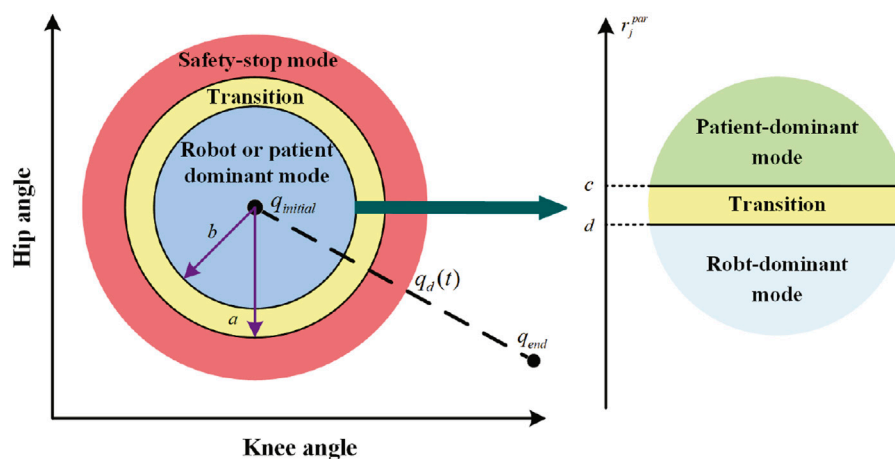 Hip angle
Knee angle
Safety-stop mode
Transition
Robot or patient
dominant mode
q_initial
b
a
q_d(t)
q_end
r_j^par
Patient-dominant
mode
c
Transition
d
Robt-dominant
mode